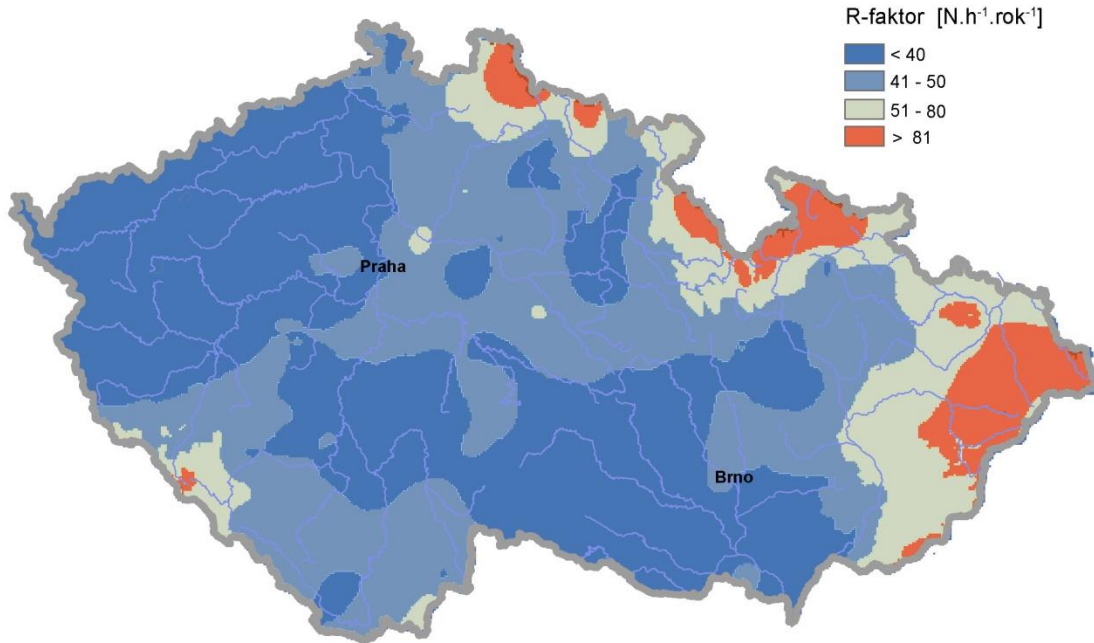 R-faktor [N.h⁻¹.rok⁻¹]
< 40
41 - 50
51 - 80
> 81
Praha
Brno